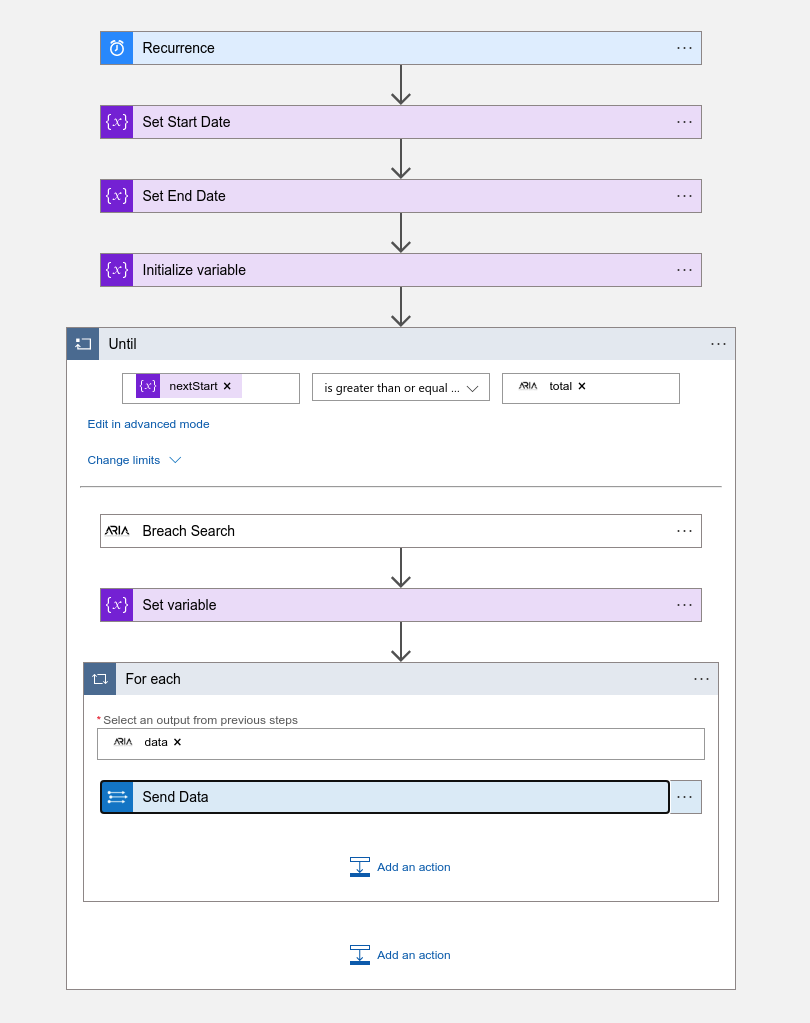 Recurrence ...
{x} Set Start Date ...
{x} Set End Date ...
{x} Initialize variable ...
Until ...
{x} nextStart × is greater than or equal ... ARIA total ×
Edit in advanced mode
Change limits
ARIA Breach Search ...
{x} Set variable ...
For each ...
* Select an output from previous steps
ARIA data ×
Send Data ...
Add an action
Add an action